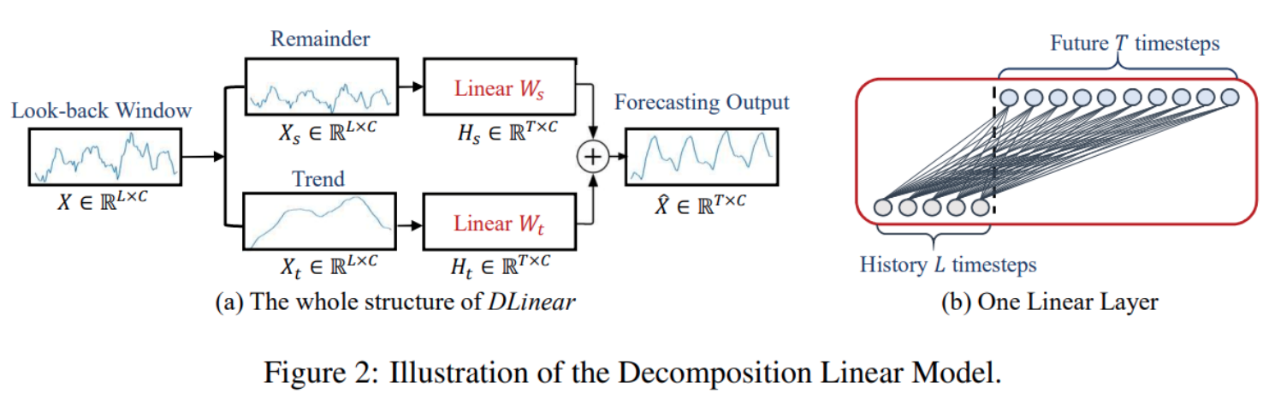 Remainder
Look-back Window
X ∈ ℝ^{L×C}
X_s ∈ ℝ^{L×C}
Linear W_s
H_s ∈ ℝ^{T×C}
Trend
X_t ∈ ℝ^{L×C}
Linear W_t
H_t ∈ ℝ^{T×C}
+
Forecasting Output
X̂ ∈ ℝ^{T×C}
(a) The whole structure of DLinear
Future T timesteps
History L timesteps
(b) One Linear Layer
Figure 2: Illustration of the Decomposition Linear Model.